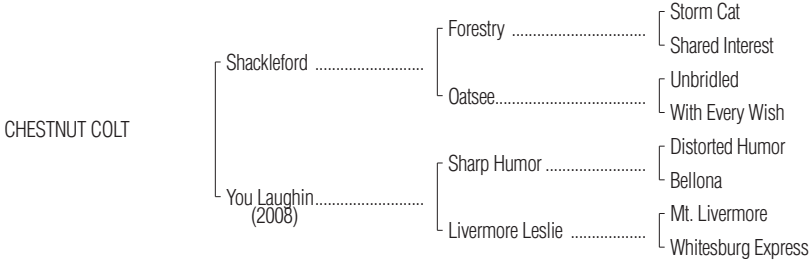 Storm Cat
Forestry ..............................
Shared Interest
Shackleford ........................
Unbridled
Oatsee.................................
With Every Wish
CHESTNUT COLT
Distorted Humor
Sharp Humor ......................
Bellona
You Laughin........................
(2008)
Mt. Livermore
Livermore Leslie .................
Whitesburg Express